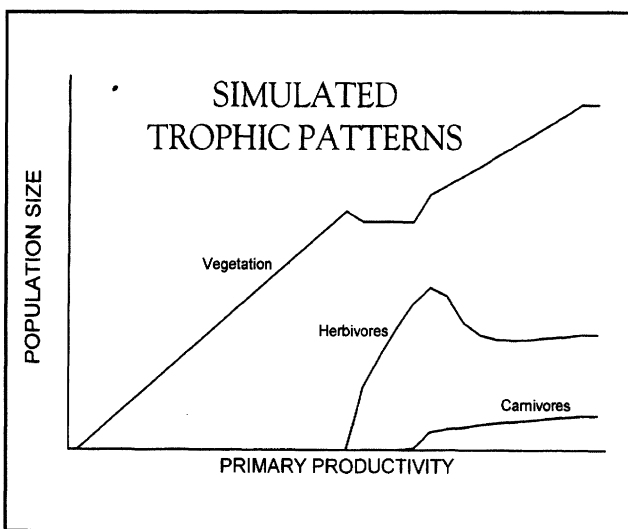 SIMULATED
TROPHIC PATTERNS
POPULATION SIZE
Vegetation
Herbivores
Carnivores
PRIMARY PRODUCTIVITY